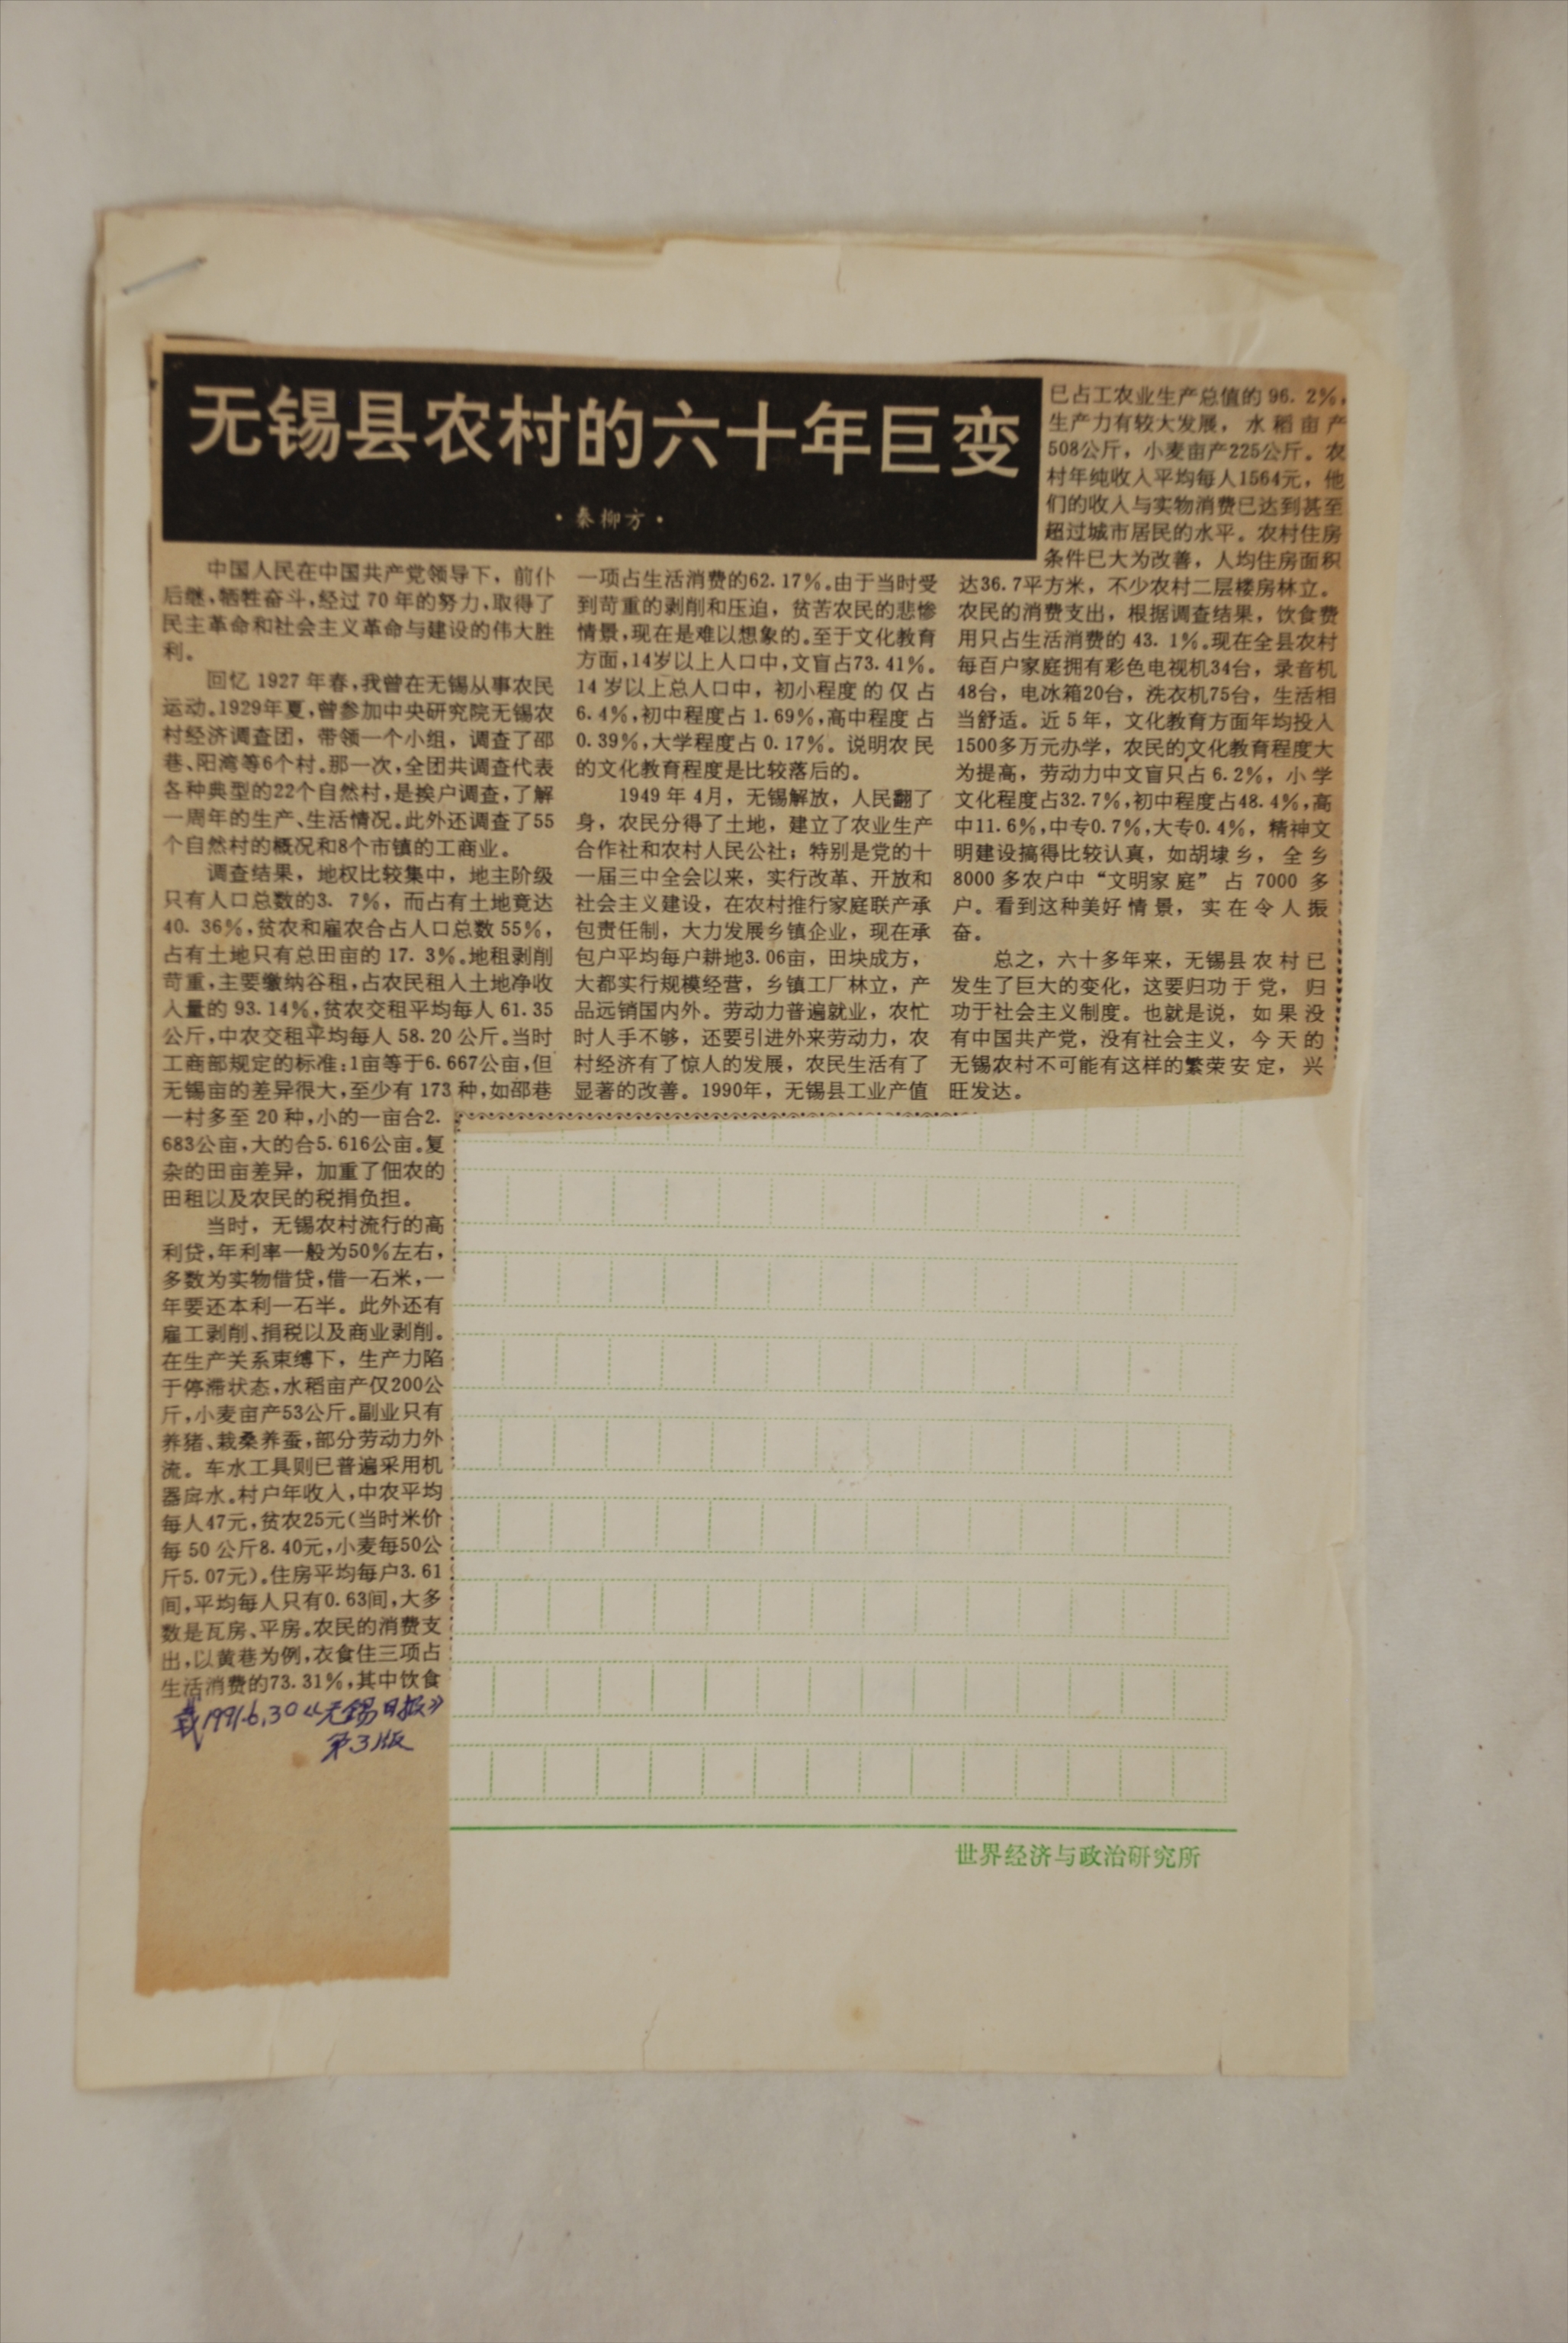 无锡县农村的六十年巨变
·秦柳方·
中国人民在中国共产党领导下，前仆
后继，牺牲奋斗，经过70年的努力，取得了
民主革命和社会主义革命与建设的伟大胜
利。
回忆1927年春，我曾在无锡从事农民
运动。1929年夏，曾参加中央研究院无锡农
村经济调查团，带领一个小组，调查了邵
巷、阳湾等6个村。那一次，全团共调查代表
各种典型的22个自然村，是挨户调查，了解
一周年的生产、生活情况。此外还调查了55
个自然村的概况和8个市镇的工商业。
调查结果，地权比较集中，地主阶级
只有人口总数的3.7％，而占有土地竟达
40.36％，贫农和雇农合占人口总数55％，
占有土地只有总田亩的17.3％。地租剥削
苛重，主要缴纳谷租，占农民租入土地净收
入量的93.14％，贫农交租平均每人61.35
公斤，中农交租平均每人58.20公斤。当时
工商部规定的标准：1亩等于6.667公亩，但
无锡亩的差异很大，至少有173种，如邵巷
一村多至20种，小的一亩合2.
683公亩，大的合5.616公亩。复
杂的田亩差异，加重了佃农的
田租以及农民的税捐负担。
当时，无锡农村流行的高
利贷，年利率一般为50％左右，
多数为实物借贷，借一石米，一
年要还本利一石半。此外还有
雇工剥削、捐税以及商业剥削。
在生产关系束缚下，生产力陷
于停滞状态，水稻亩产仅200公
斤，小麦亩产53公斤。副业只有
养猪、栽桑养蚕，部分劳动力外
流。车水工具则已普遍采用机
器戽水。村户年收入，中农平均
每人47元，贫农25元（当时米价
每50公斤8.40元，小麦每50公
斤5.07元）。住房平均每户3.61
间，平均每人只有0.63间，大多
数是瓦房、平房。农民的消费支
出，以黄巷为例，衣食住三项占
生活消费的73.31％，其中饮食
一项占生活消费的62.17％。由于当时受
到苛重的剥削和压迫，贫苦农民的悲惨
情景，现在是难以想象的。至于文化教育
方面，14岁以上人口中，文盲占73.41％。
14岁以上总人口中，初小程度的仅占
6.4％，初中程度占1.69％，高中程度占
0.39％，大学程度占0.17％。说明农民
的文化教育程度是比较落后的。
1949年4月，无锡解放，人民翻了
身，农民分得了土地，建立了农业生产
合作社和农村人民公社；特别是党的十
一届三中全会以来，实行改革、开放和
社会主义建设，在农村推行家庭联产承
包责任制，大力发展乡镇企业，现在承
包户平均每户耕地3.06亩，田块成方，
大都实行规模经营，乡镇工厂林立，产
品远销国内外。劳动力普遍就业，农忙
时人手不够，还要引进外来劳动力，农
村经济有了惊人的发展，农民生活有了
显著的改善。1990年，无锡县工业产值
已占工农业生产总值的96.2％，
生产力有较大发展，水稻亩产
508公斤，小麦亩产225公斤。农
村年纯收入平均每人1564元，他
们的收入与实物消费已达到甚至
超过城市居民的水平。农村住房
条件已大为改善，人均住房面积
达36.7平方米，不少农村二层楼房林立。
农民的消费支出，根据调查结果，饮食费
用只占生活消费的43.1％。现在全县农村
每百户家庭拥有彩色电视机34台，录音机
48台，电冰箱20台，洗衣机75台，生活相
当舒适。近5年，文化教育方面年均投入
1500多万元办学，农民的文化教育程度大
为提高，劳动力中文盲只占6.2％，小学
文化程度占32.7％，初中程度占48.4％，高
中11.6％，中专0.7％，大专0.4％，精神文
明建设搞得比较认真，如胡埭乡，全乡
8000多农户中“文明家庭”占7000多
户。看到这种美好情景，实在令人振
奋。
总之，六十多年来，无锡县农村已
发生了巨大的变化，这要归功于党，归
功于社会主义制度。也就是说，如果没
有中国共产党，没有社会主义，今天的
无锡农村不可能有这样的繁荣安定，兴
旺发达。
载1991.6.30《无锡日报》
第3版
世界经济与政治研究所